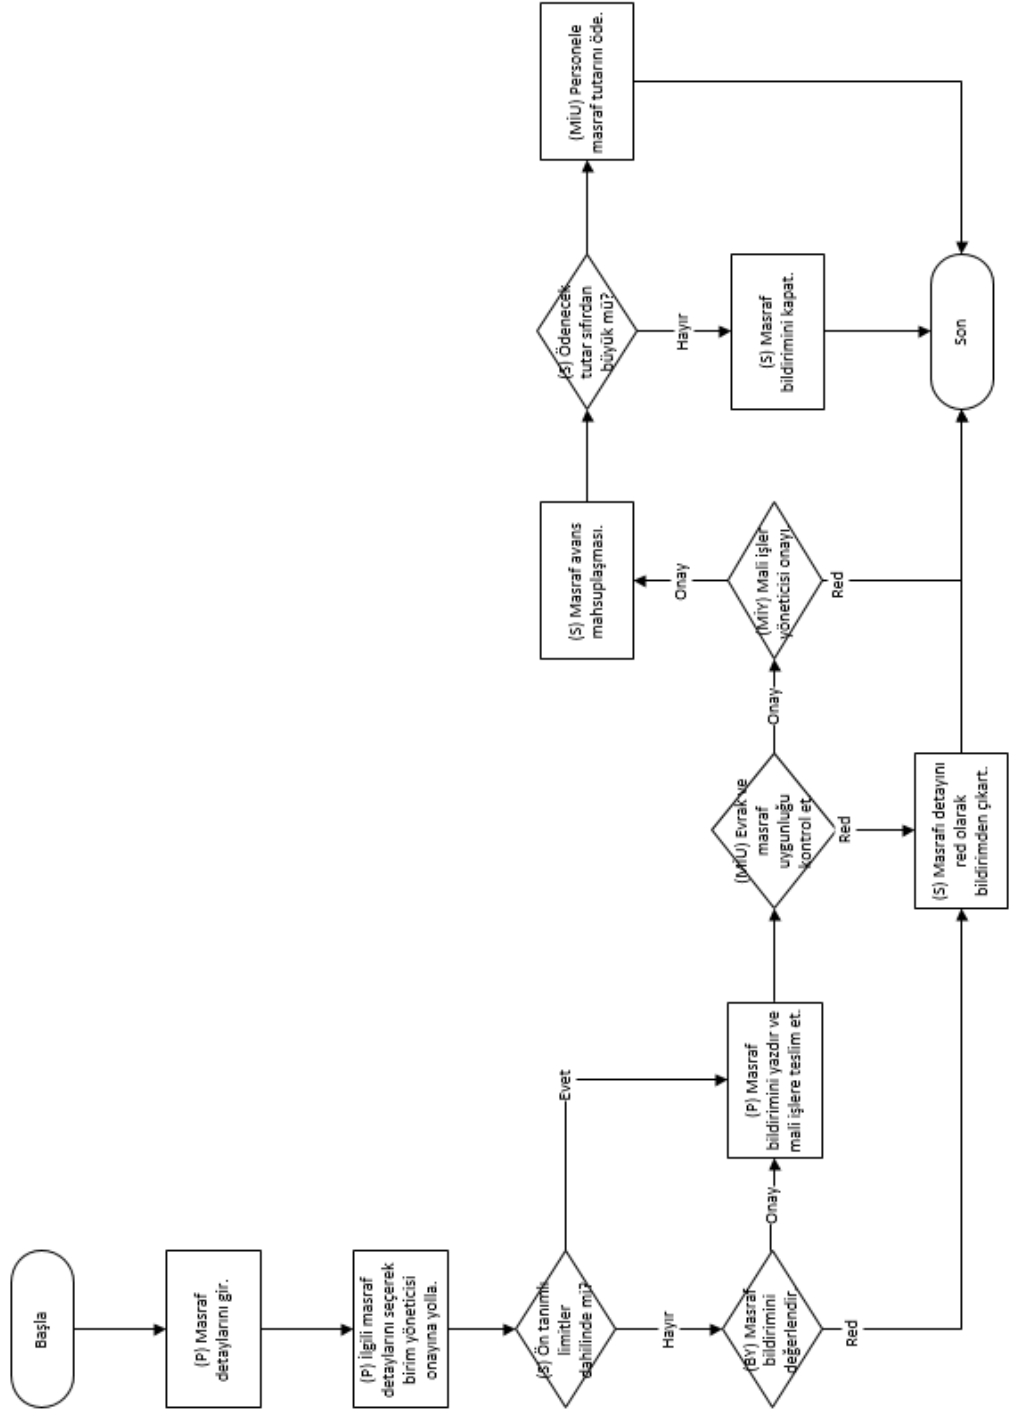 Başla
(P) Masraf
detaylarını gir.
(P) İlgili masraf
detaylarını seçerek
birim yöneticisi
onayına yolla.
(S) Ön tanımlı
limitler
dahilinde mi?
Evet
Hayır
(BY) Masraf
bildirimini
değerlendir
Onay
Red
(P) Masraf
bildirimini yazdır ve
mali işlere teslim et.
(MİU) Evrak ve
masraf
uygunluğu
kontrol et
Onay
Red
(S) Masrafı detayını
red olarak
bildirimden çıkart.
(MİY) Mali işler
yöneticisi onayı
Onay
Red
(S) Masraf avans
mahsuplaşması.
(S) Ödenecek
tutar sıfırdan
büyük mü?
Hayır
(S) Masraf
bildirimini kapat.
(MİU) Personele
masraf tutarını öde.
Son